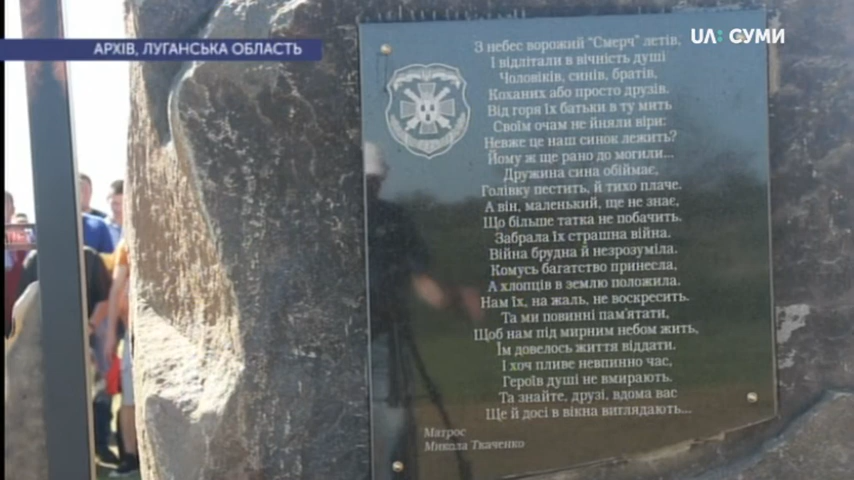 АРХІВ, ЛУГАНСЬКА ОБЛАСТЬ
UA: СУМИ
З небес ворожий "Смерч" летів,
І відлітали в вічність душі
Чоловіків, синів, братів,
Коханих або просто друзів.
Від горя їх батьки в ту мить
Своїм очам не йняли віри:
Невже це наш синок лежить?
Йому ж ще рано до могили...
Дружина сина обіймає,
Голівку пестить, й тихо плаче.
А він, маленький, ще не знає,
Що більше татка не побачить.
Забрала їх страшна війна.
Війна брудна й незрозуміла.
Комусь багатство принесла,
А хлопців в землю положила.
Нам їх, на жаль, не воскресить.
Та ми повинні пам'ятати,
Щоб нам під мирним небом жить,
Їм довелось життя віддати.
І хоч пливе невпинно час,
Героїв душі не вмирають.
Та знайте, друзі, вдома вас
Ще й досі в вікна виглядають...
Матрос
Микола Ткаченко